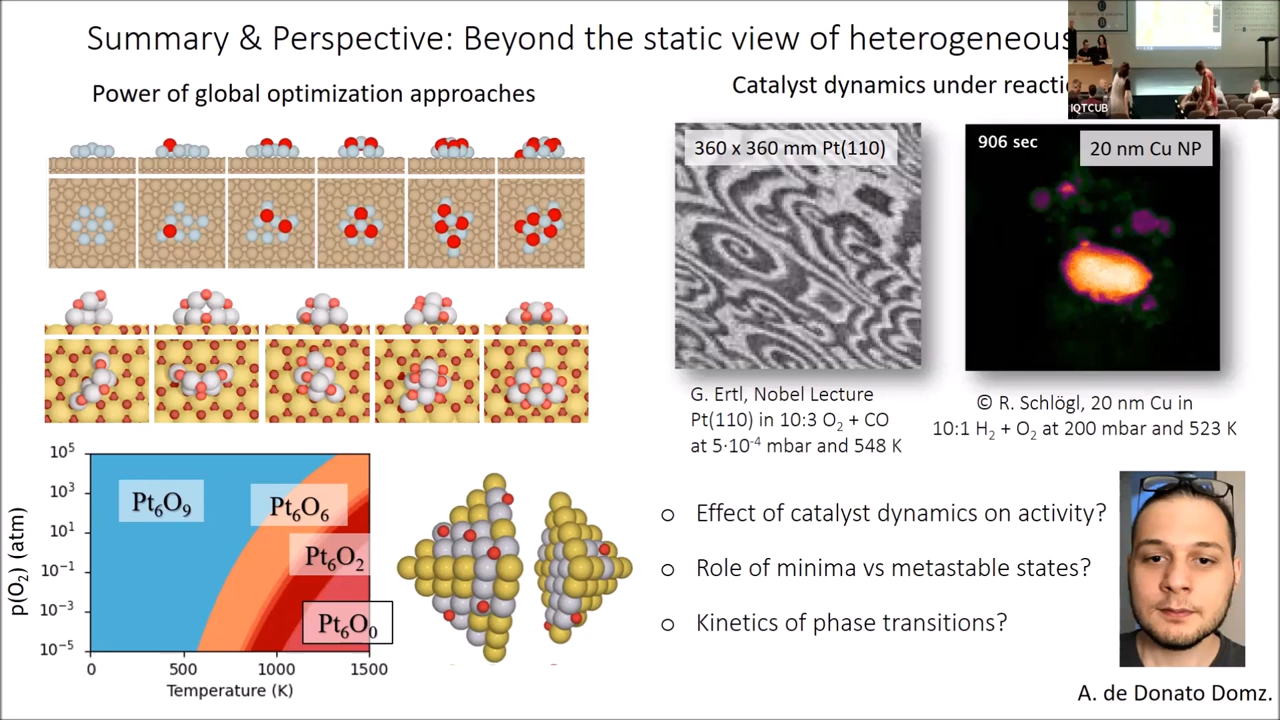 Summary & Perspective: Beyond the static view of heterogeneous
Power of global optimization approaches
Catalyst dynamics under reacti
IQTCUB
360 x 360 mm Pt(110)
906 sec
20 nm Cu NP
G. Ertl, Nobel Lecture
Pt(110) in 10:3 O₂ + CO
at 5·10⁻⁴ mbar and 548 K
© R. Schlögl, 20 nm Cu in
10:1 H₂ + O₂ at 200 mbar and 523 K
p(O₂) (atm)
10⁵
10³
10¹
10⁻¹
10⁻³
10⁻⁵
Pt₆O₉
Pt₆O₆
Pt₆O₂
Pt₆O₀
0
500
1000
1500
Temperature (K)
o Effect of catalyst dynamics on activity?
o Role of minima vs metastable states?
o Kinetics of phase transitions?
A. de Donato Domz.